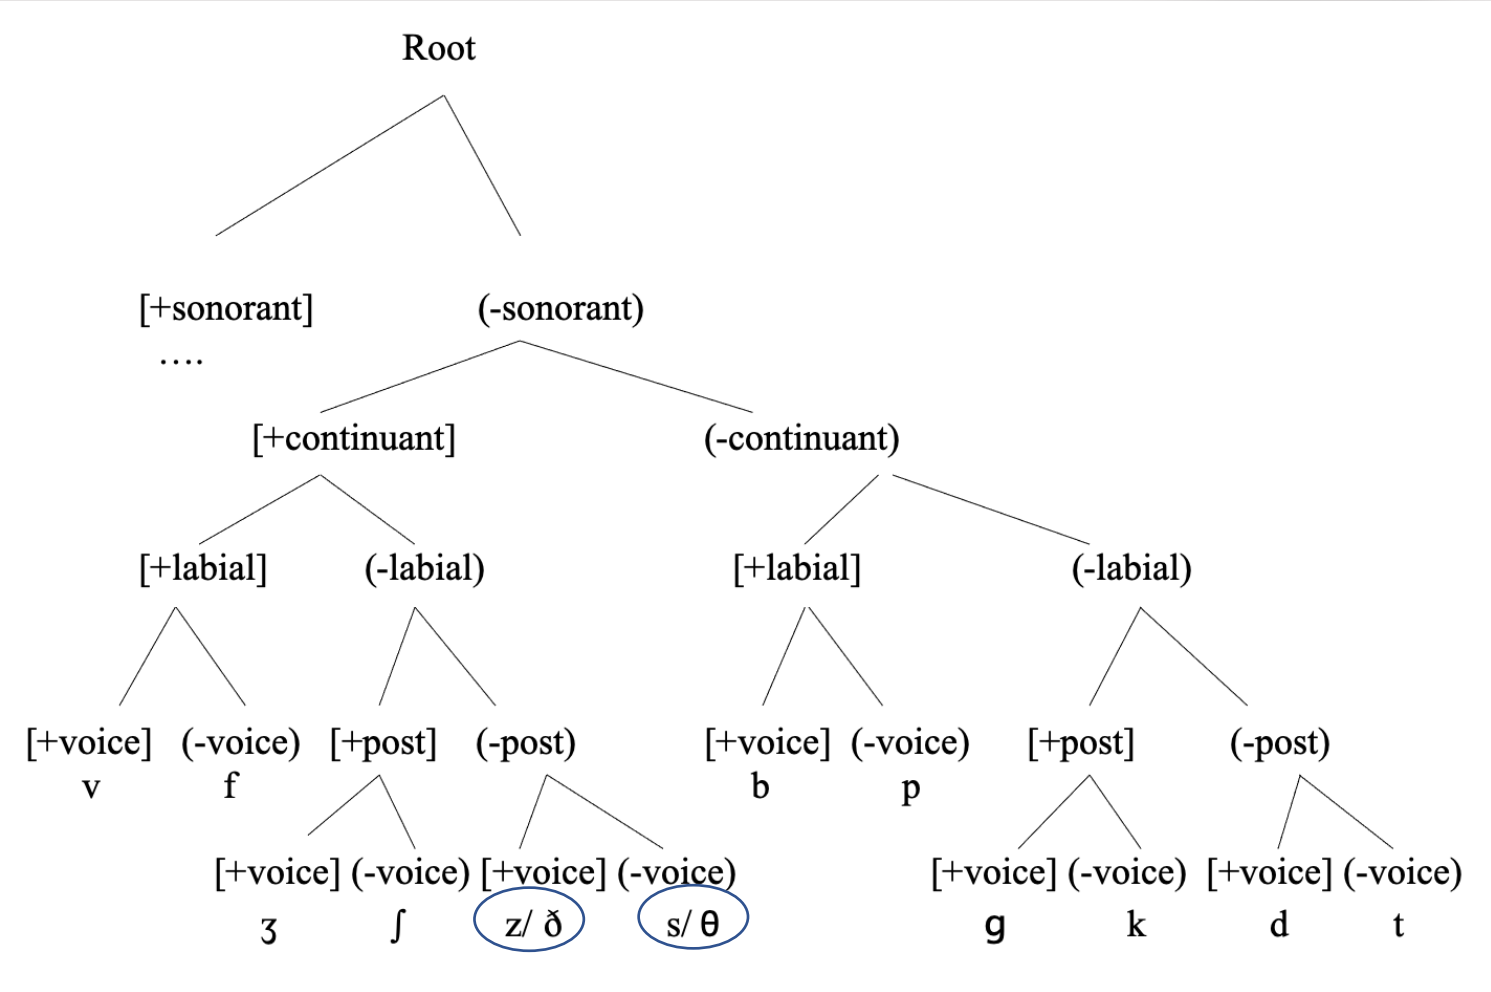 Root
[+sonorant] (-sonorant)
….
[+continuant] (-continuant)
[+labial] (-labial) [+labial] (-labial)
[+voice] (-voice) [+post] (-post) [+voice] (-voice) [+post] (-post)
v f b p
[+voice] (-voice) [+voice] (-voice) [+voice] (-voice) [+voice] (-voice)
ʒ ʃ z/ ð s/ θ g k d t